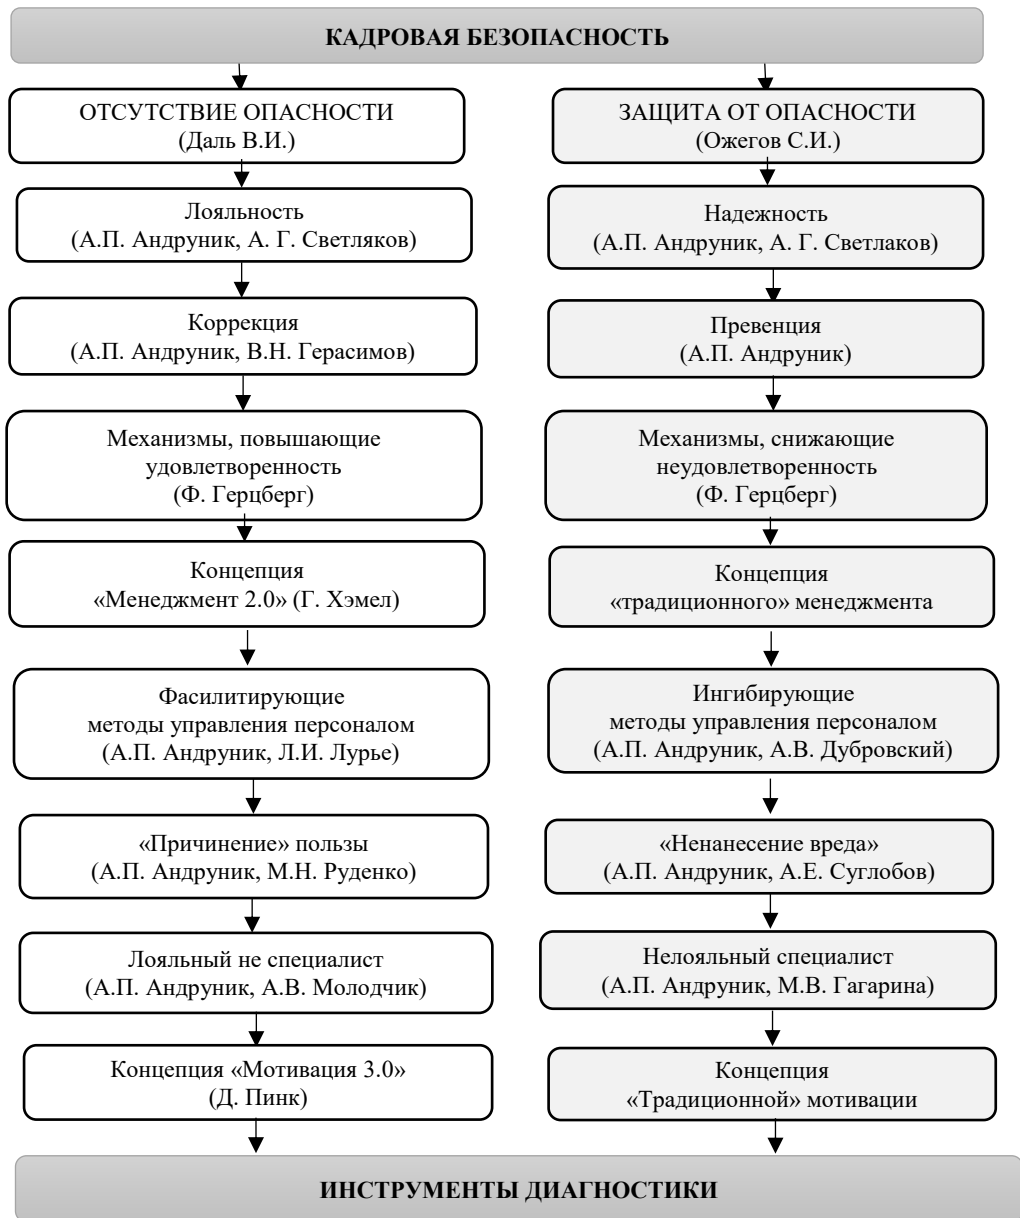 КАДРОВАЯ БЕЗОПАСНОСТЬ
ОТСУТСТВИЕ ОПАСНОСТИ
(Даль В.И.)
ЗАЩИТА ОТ ОПАСНОСТИ
(Ожегов С.И.)
Лояльность
(А.П. Андруник, А. Г. Светляков)
Надежность
(А.П. Андруник, А. Г. Светлаков)
Коррекция
(А.П. Андруник, В.Н. Герасимов)
Превенция
(А.П. Андруник)
Механизмы, повышающие
удовлетворенность
(Ф. Герцберг)
Механизмы, снижающие
неудовлетворенность
(Ф. Герцберг)
Концепция
«Менеджмент 2.0» (Г. Хэмел)
Концепция
«традиционного» менеджмента
Фасилитирующие
методы управления персоналом
(А.П. Андруник, Л.И. Лурье)
Ингибирующие
методы управления персоналом
(А.П. Андруник, А.В. Дубровский)
«Причинение» пользы
(А.П. Андруник, М.Н. Руденко)
«Ненанесение вреда»
(А.П. Андруник, А.Е. Суглобов)
Лояльный не специалист
(А.П. Андруник, А.В. Молодчик)
Нелояльный специалист
(А.П. Андруник, М.В. Гагарина)
Концепция «Мотивация 3.0»
(Д. Пинк)
Концепция
«Традиционной» мотивации
ИНСТРУМЕНТЫ ДИАГНОСТИКИ